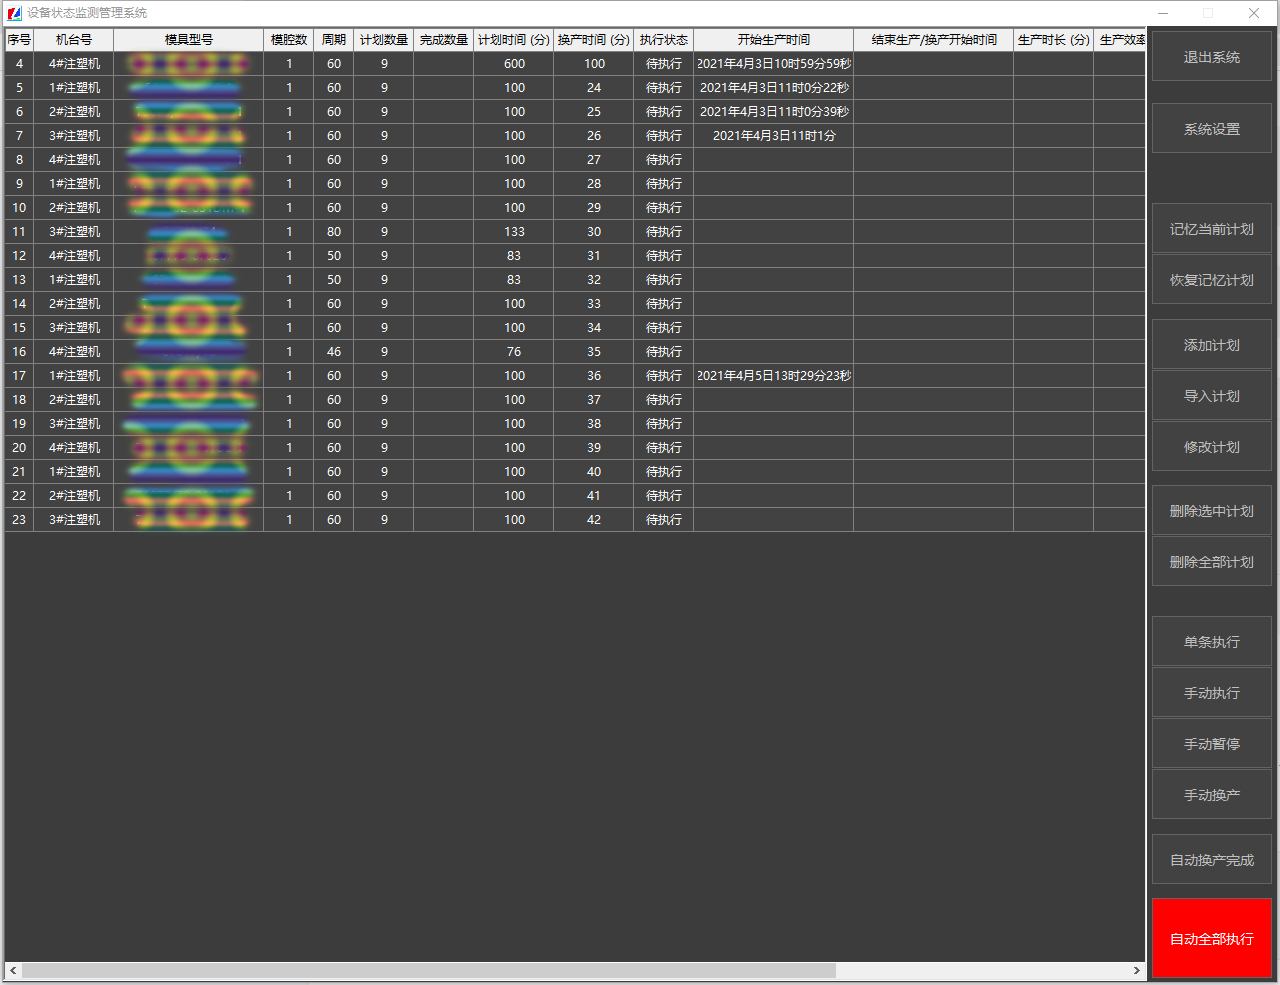 设备状态监测管理系统
序号 机台号 模具型号 模腔数 周期 计划数量 完成数量 计划时间 (分) 换产时间 (分) 执行状态 开始生产时间 结束生产/换产开始时间 生产时长 (分) 生产效率
4 4#注塑机 1 60 9 600 100 待执行 2021年4月3日10时59分59秒
5 1#注塑机 1 60 9 100 24 待执行 2021年4月3日11时0分22秒
6 2#注塑机 1 60 9 100 25 待执行 2021年4月3日11时0分39秒
7 3#注塑机 1 60 9 100 26 待执行 2021年4月3日11时1分
8 4#注塑机 1 60 9 100 27 待执行
9 1#注塑机 1 60 9 100 28 待执行
10 2#注塑机 1 60 9 100 29 待执行
11 3#注塑机 1 80 9 133 30 待执行
12 4#注塑机 1 50 9 83 31 待执行
13 1#注塑机 1 50 9 83 32 待执行
14 2#注塑机 1 60 9 100 33 待执行
15 3#注塑机 1 60 9 100 34 待执行
16 4#注塑机 1 46 9 76 35 待执行
17 1#注塑机 1 60 9 100 36 待执行 2021年4月5日13时29分23秒
18 2#注塑机 1 60 9 100 37 待执行
19 3#注塑机 1 60 9 100 38 待执行
20 4#注塑机 1 60 9 100 39 待执行
21 1#注塑机 1 60 9 100 40 待执行
22 2#注塑机 1 60 9 100 41 待执行
23 3#注塑机 1 60 9 100 42 待执行
退出系统
系统设置
记忆当前计划
恢复记忆计划
添加计划
导入计划
修改计划
删除选中计划
删除全部计划
单条执行
手动执行
手动暂停
手动换产
自动换产完成
自动全部执行